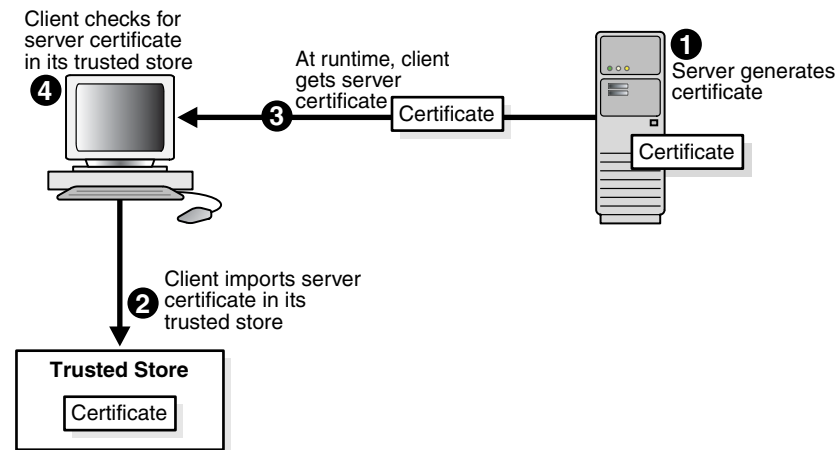 Client checks for
server certificate
in its trusted store
4
At runtime, client
gets server
certificate
3
Certificate
1
Server generates
certificate
Certificate
2
Client imports server
certificate in its
trusted store
Trusted Store
Certificate